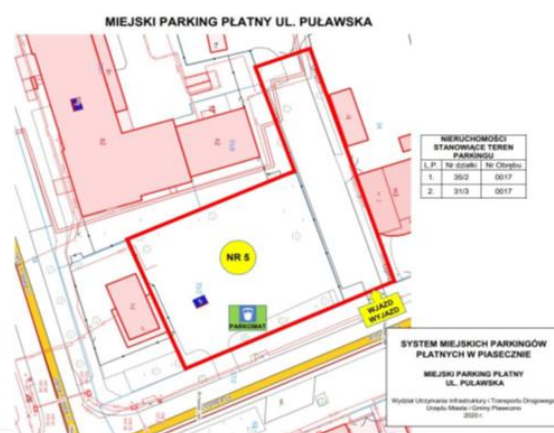 MIEJSKI PARKING PŁATNY UL. PUŁAWSKA
7
NIERUCHOMOŚCI
STANOWIĄCE TEREN
PARKINGU
L.P. Nr działki Nr Obrębu
1. 35/2 0017
2. 31/3 0017
NR 5
PARKOMAT
WJAZD
WYJAZD
SYSTEM MIEJSKICH PARKINGÓW
PŁATNYCH W PIASECZNIE
MIEJSKI PARKING PŁATNY
UL. PUŁAWSKA
Wydział Utrzymania Infrastruktury i Transportu Drogowego
Urzędu Miasta i Gminy Piaseczno
2020 r.